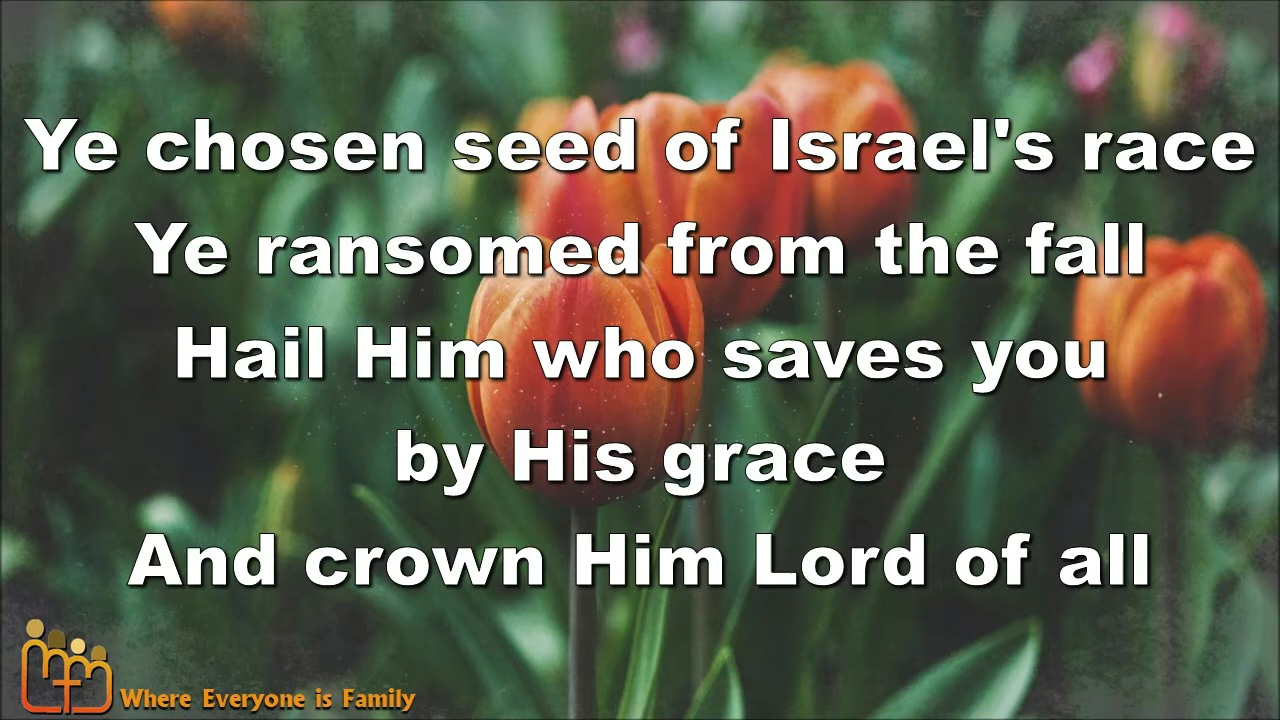 Ye chosen seed of Israel's race
Ye ransomed from the fall
Hail Him who saves you
by His grace
And crown Him Lord of all
Where Everyone is Family